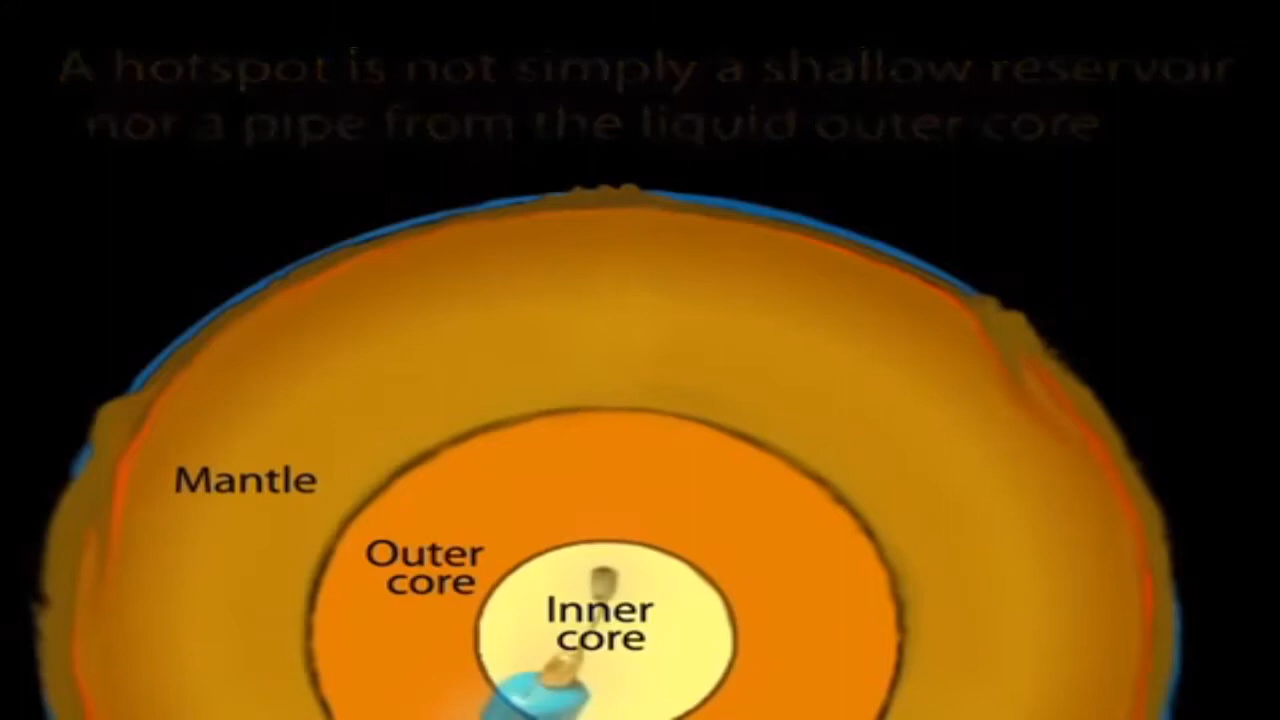 A hotspot is not simply a shallow reservoir
nor a pipe from the liquid outer core
Mantle
Outer
core
Inner
core